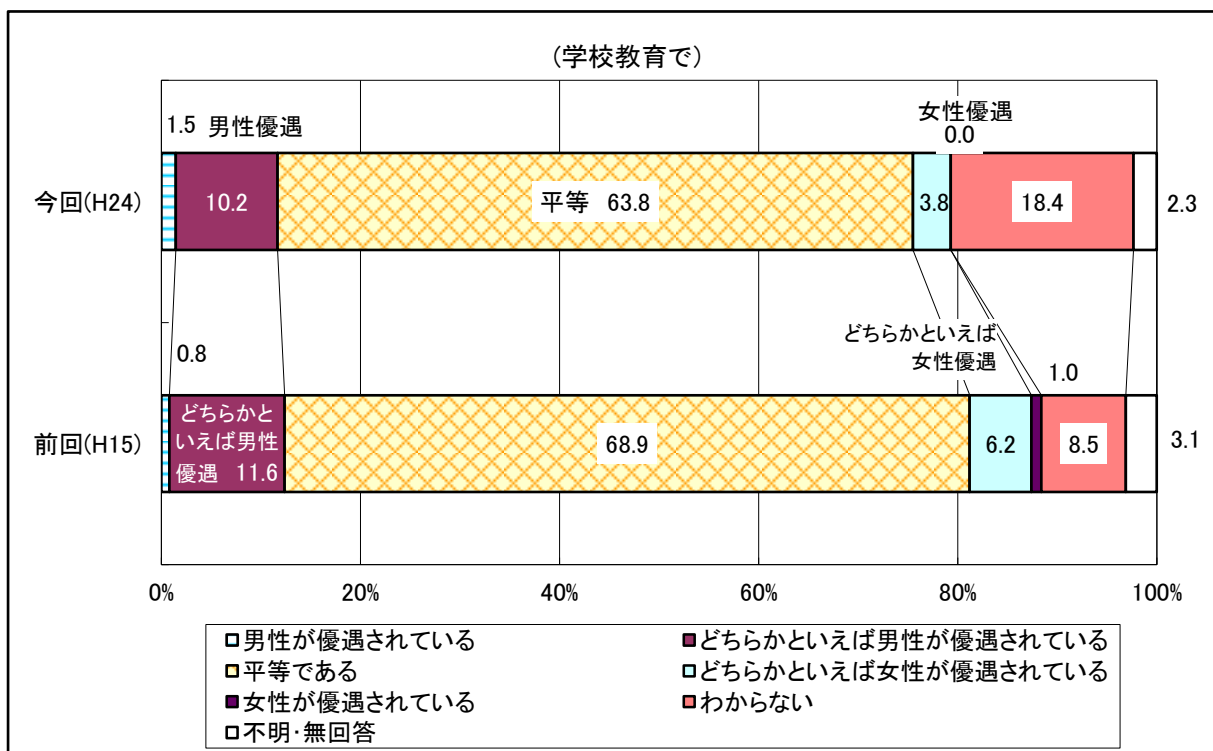 (学校教育で)
1.5 男性優遇
女性優遇
0.0
今回(H24)
10.2
平等 63.8
3.8
18.4
2.3
どちらかといえば
女性優遇
0.8
1.0
前回(H15)
どちらかと
いえば男性
優遇 11.6
68.9
6.2
8.5
3.1
0%
20%
40%
60%
80%
100%
男性が優遇されている
どちらかといえば男性が優遇されている
平等である
どちらかといえば女性が優遇されている
女性が優遇されている
わからない
不明・無回答